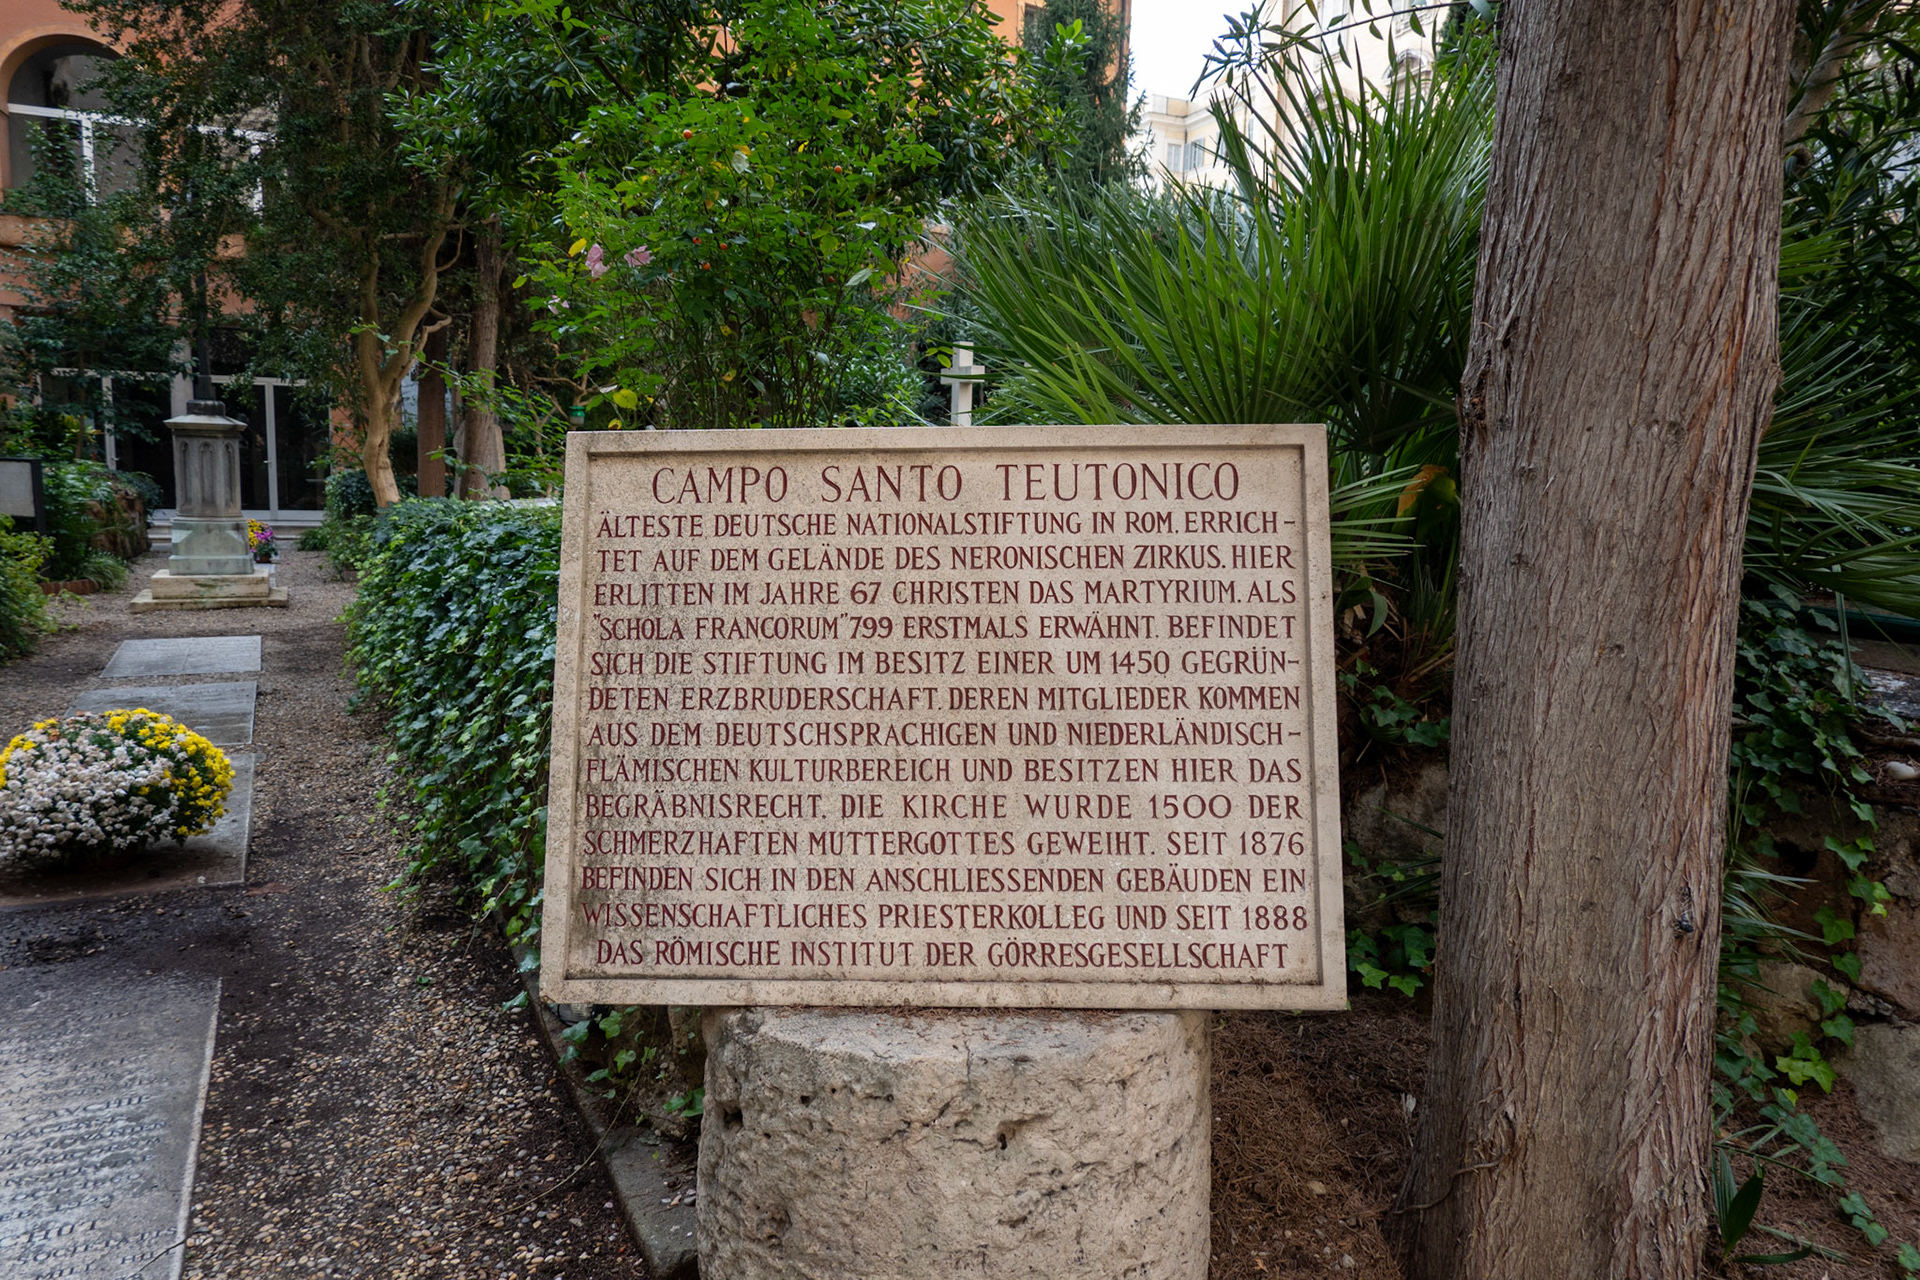 CAMPO SANTO TEUTONICO
ÄLTESTE DEUTSCHE NATIONALSTIFTUNG IN ROM. ERRICH-
TET AUF DEM GELÄNDE DES NERONISCHEN ZIRKUS. HIER
ERLITTEN IM JAHRE 67 CHRISTEN DAS MARTYRIUM. ALS
"SCHOLA FRANCORUM" 799 ERSTMALS ERWÄHNT. BEFINDET
SICH DIE STIFTUNG IM BESITZ EINER UM 1450 GEGRÜN-
DETEN ERZBRUDERSCHAFT. DEREN MITGLIEDER KOMMEN
AUS DEM DEUTSCHSPRACHIGEN UND NIEDERLÄNDISCH-
FLÄMISCHEN KULTURBEREICH UND BESITZEN HIER DAS
BEGRÄBNISRECHT. DIE KIRCHE WURDE 1500 DER
SCHMERZHAFTEN MUTTERGOTTES GEWEIHT. SEIT 1876
BEFINDEN SICH IN DEN ANSCHLIESSENDEN GEBÄUDEN EIN
WISSENSCHAFTLICHES PRIESTERKOLLEG UND SEIT 1888
DAS RÖMISCHE INSTITUT DER GÖRRESGESELLSCHAFT